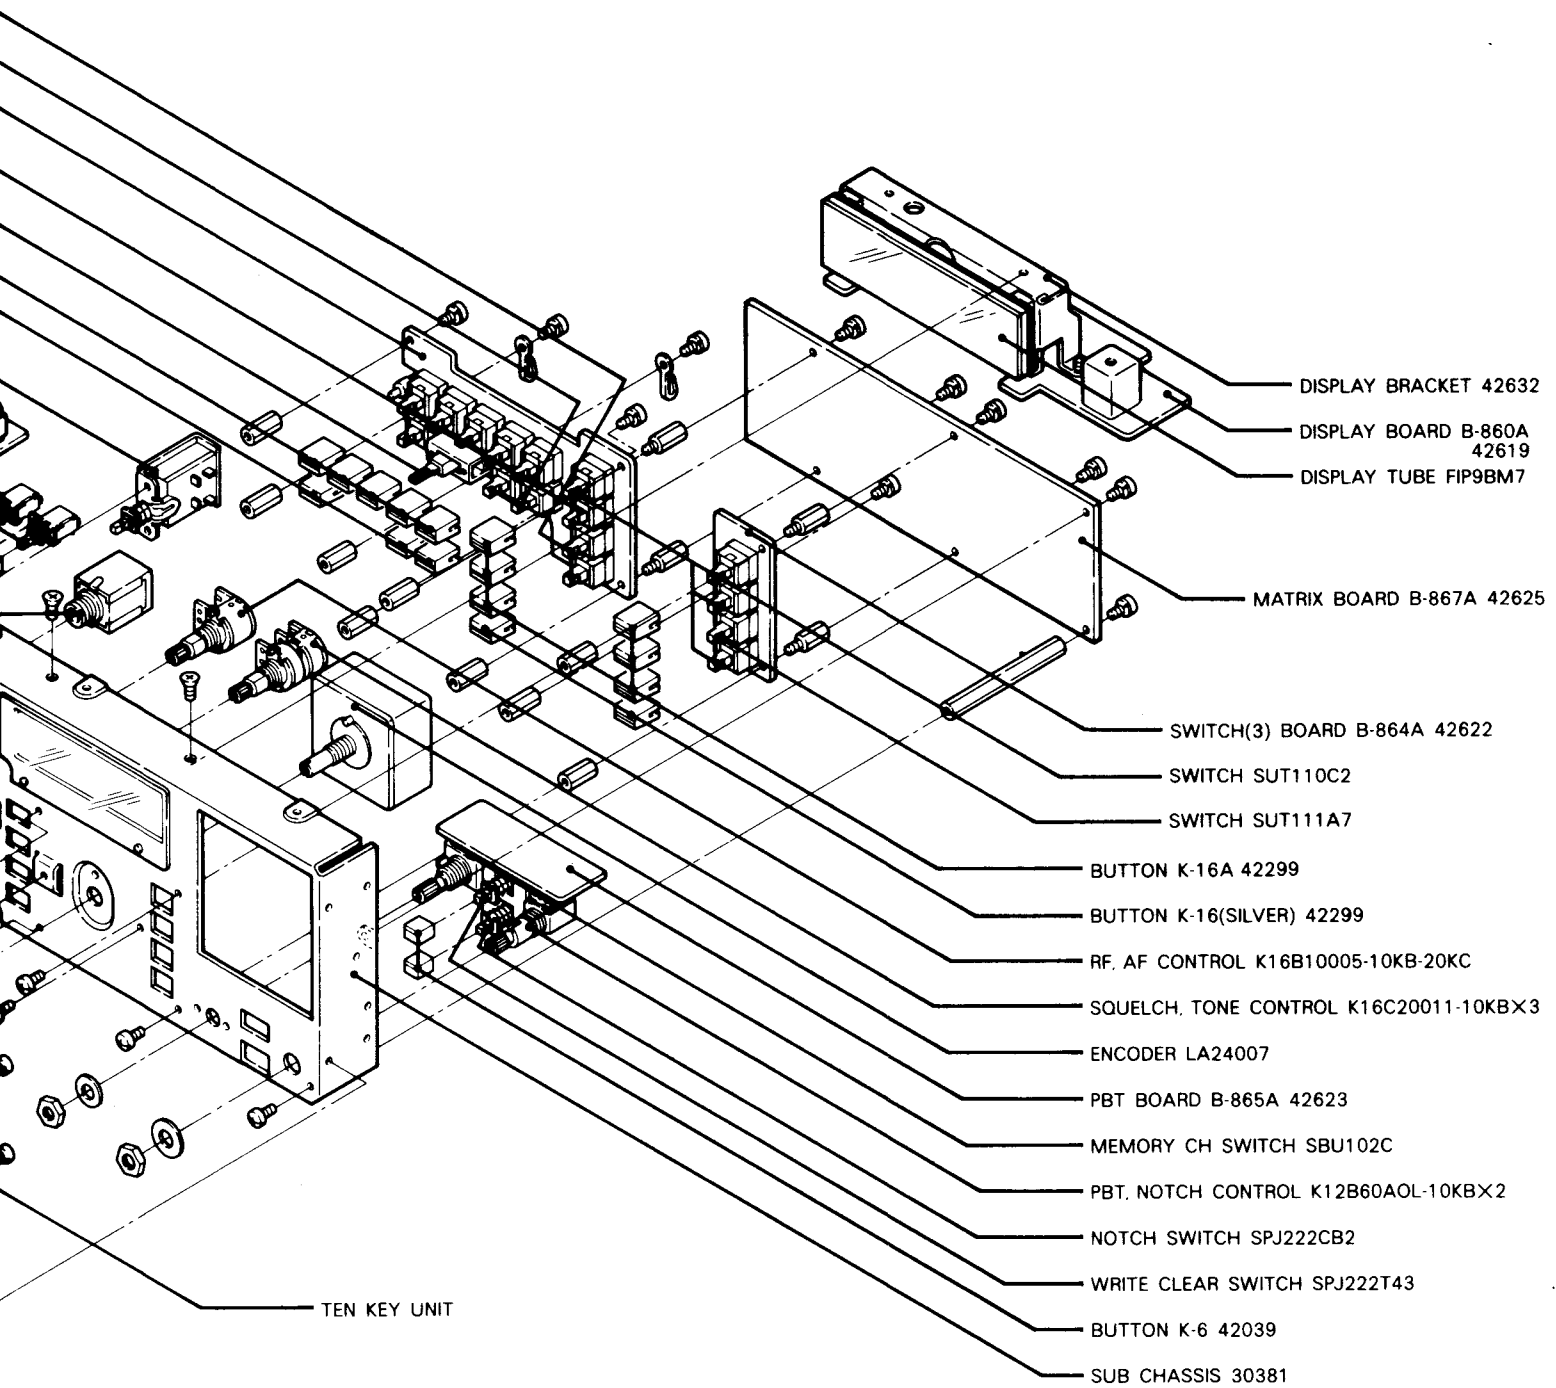 DISPLAY BRACKET 42632
DISPLAY BOARD B-860A
42619
DISPLAY TUBE FIP9BM7
MATRIX BOARD B-867A 42625
SWITCH(3) BOARD B-864A 42622
SWITCH SUT110C2
SWITCH SUT111A7
BUTTON K-16A 42299
BUTTON K-16(SILVER) 42299
RF, AF CONTROL K16B10005-10KB-20KC
SQUELCH, TONE CONTROL K16C20011-10KB×3
ENCODER LA24007
PBT BOARD B-865A 42623
MEMORY CH SWITCH SBU102C
PBT, NOTCH CONTROL K12B60AOL-10KB×2
NOTCH SWITCH SPJ222CB2
WRITE CLEAR SWITCH SPJ222T43
TEN KEY UNIT
BUTTON K-6 42039
SUB CHASSIS 30381